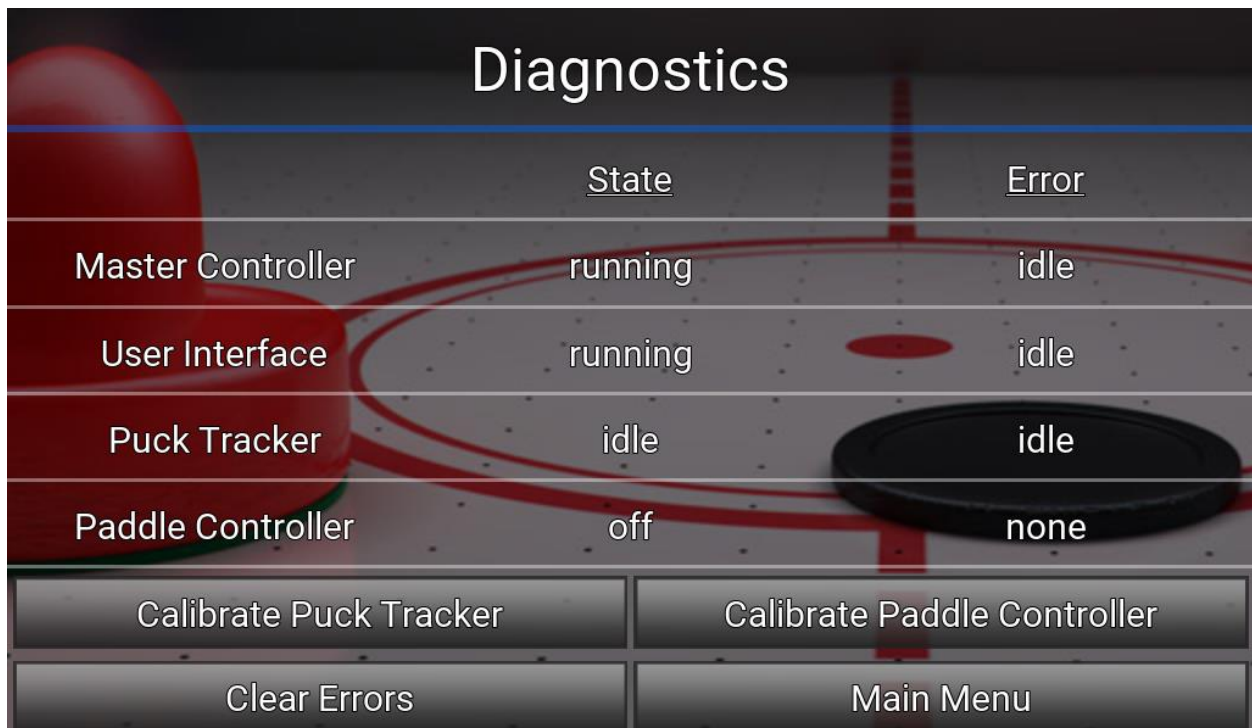 Diagnostics
State Error
Master Controller running idle
User Interface running idle
Puck Tracker idle idle
Paddle Controller off none
Calibrate Puck Tracker Calibrate Paddle Controller
Clear Errors Main Menu